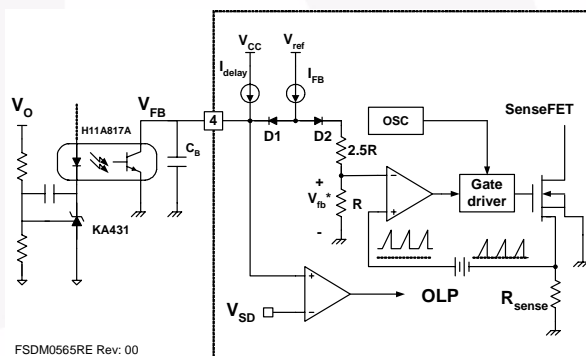 V_CC
V_ref
I_delay
I_FB
V_O
V_FB
H11A817A
4
SenseFET
C_B
D1
D2
OSC
2.5R
+
V_fb*
R
-
-
+
Gate driver
KA431
+
-
V_SD
OLP
R_sense
FSDM0565RE Rev: 00